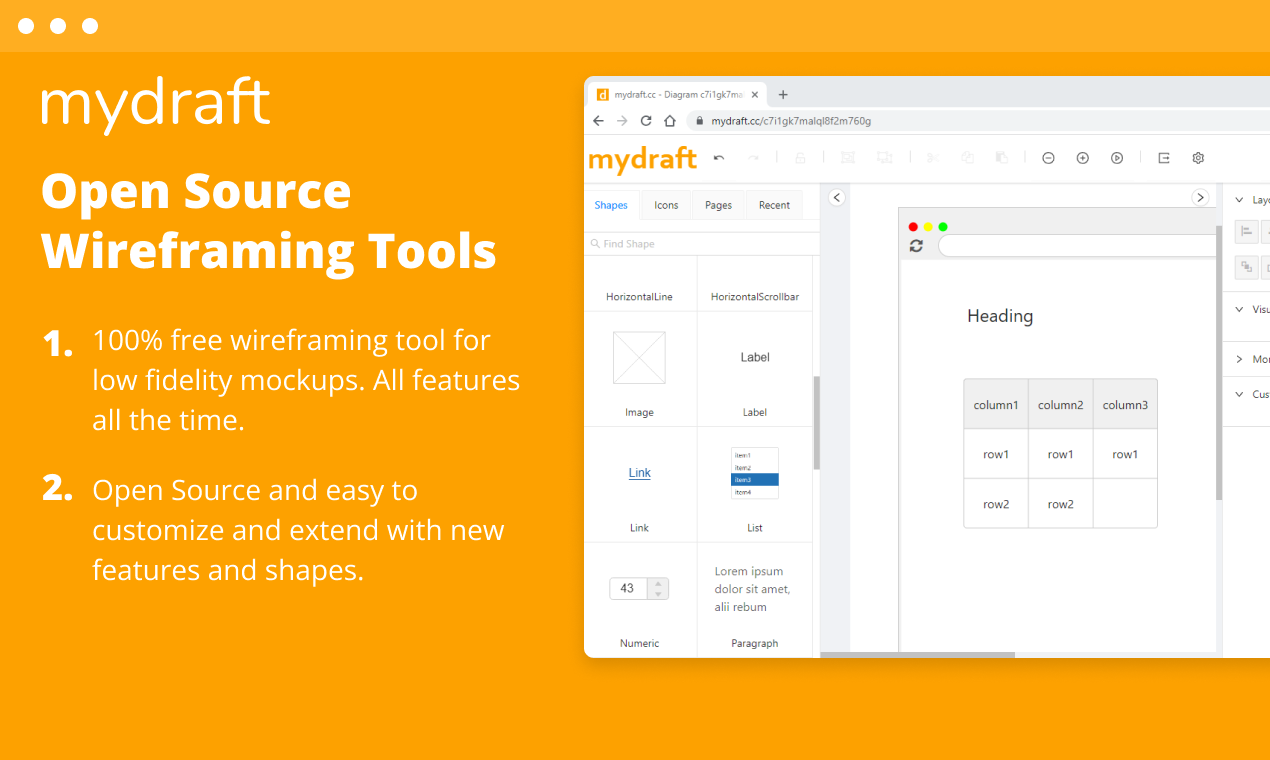 mydraft
Open Source
Wireframing Tools
1. 100% free wireframing tool for
low fidelity mockups. All features
all the time.
2. Open Source and easy to
customize and extend with new
features and shapes.
mydraft.cc - Diagram c7i1gk7ma
mydraft.cc/c7i1gk7malql8f2m760g
mydraft
Shapes Icons Pages Recent
Find Shape
HorizontalLine HorizontalScrollbar
Label
Image Label
Link
item1
item2
item3
item4
Link List
43
Lorem ipsum
dolor sit amet,
alii rebum
Numeric Paragraph
Heading
column1 column2 column3
row1 row1 row1
row2 row2
Layo
Visu
Mor
Cus